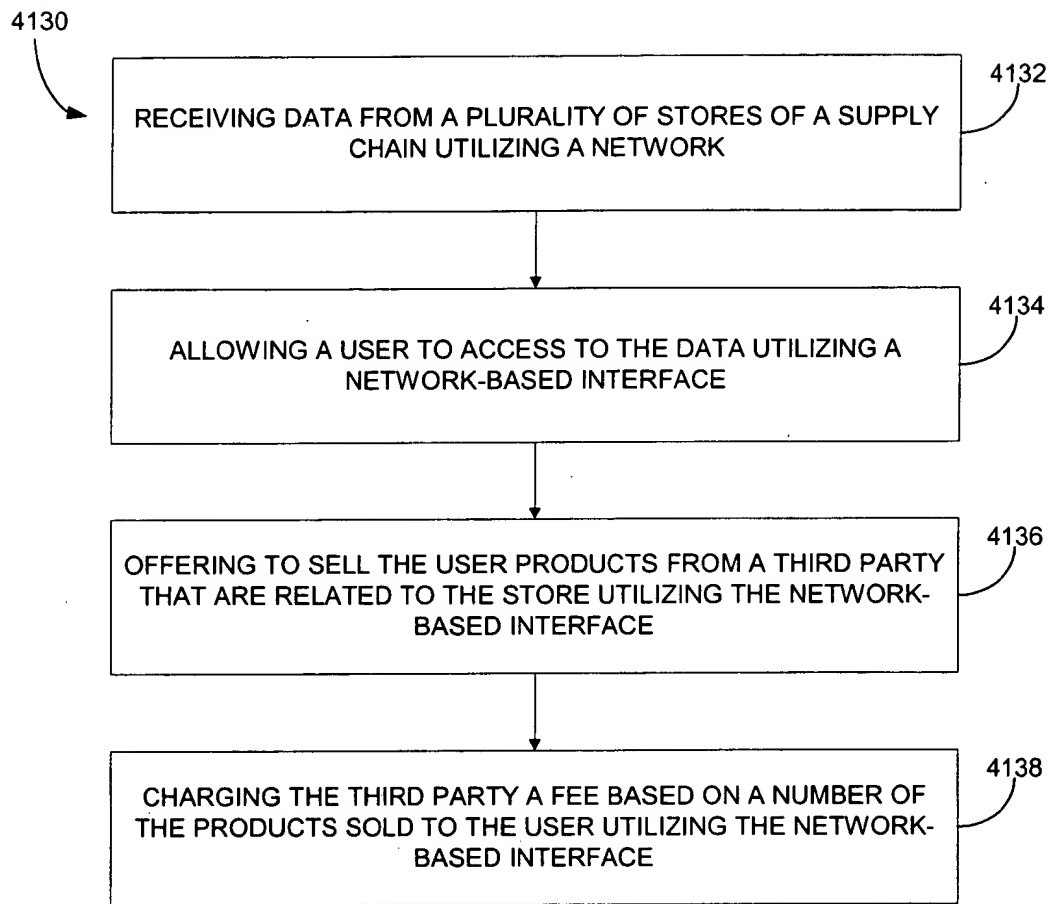 4130
4132
RECEIVING DATA FROM A PLURALITY OF STORES OF A SUPPLY
CHAIN UTILIZING A NETWORK
4134
ALLOWING A USER TO ACCESS TO THE DATA UTILIZING A
NETWORK-BASED INTERFACE
4136
OFFERING TO SELL THE USER PRODUCTS FROM A THIRD PARTY
THAT ARE RELATED TO THE STORE UTILIZING THE NETWORK-
BASED INTERFACE
4138
CHARGING THE THIRD PARTY A FEE BASED ON A NUMBER OF
THE PRODUCTS SOLD TO THE USER UTILIZING THE NETWORK-
BASED INTERFACE